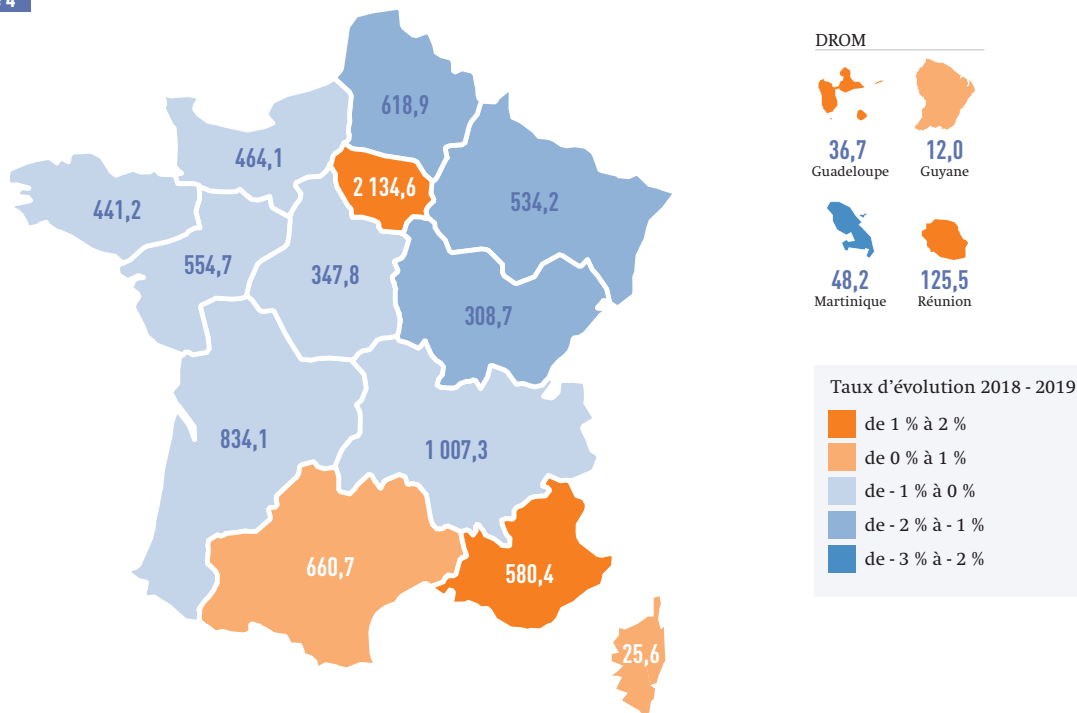 4
618,9
464,1
2 134,6
441,2
534,2
554,7
347,8
308,7
834,1
1 007,3
660,7
580,4
25,6
DROM
36,7
Guadeloupe
12,0
Guyane
48,2
Martinique
125,5
Réunion
Taux d'évolution 2018 - 2019
de 1 % à 2 %
de 0 % à 1 %
de - 1 % à 0 %
de - 2 % à - 1 %
de - 3 % à - 2 %